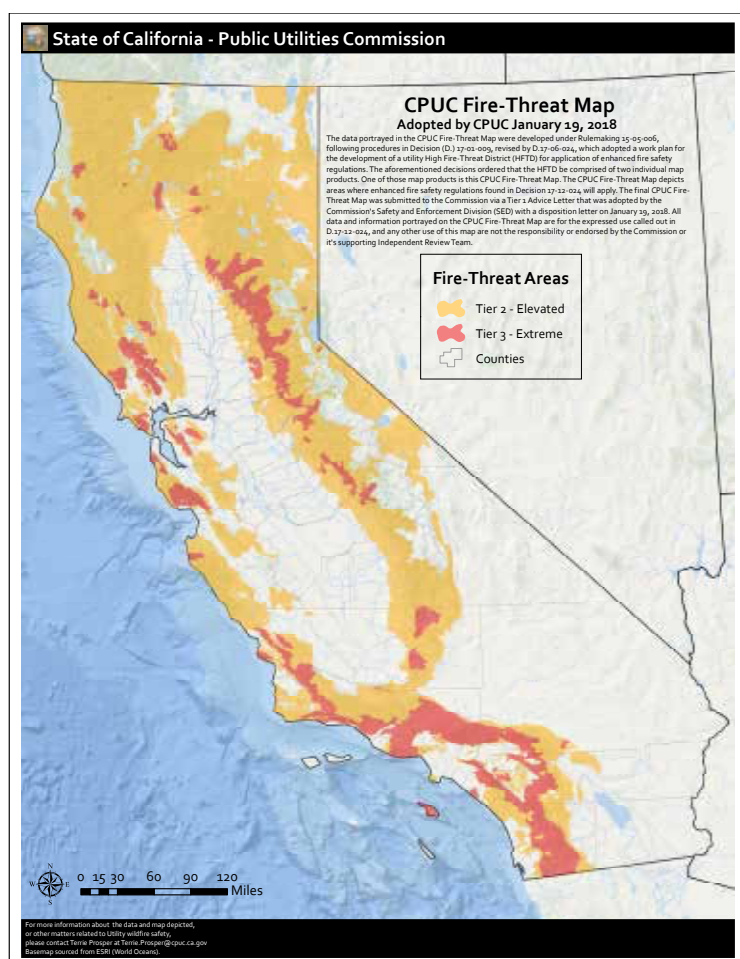 State of California - Public Utilities Commission
CPUC Fire-Threat Map
Adopted by CPUC January 19, 2018
The data portrayed in the CPUC Fire-Threat Map were developed under Rulemaking 15-05-006,
following procedures in Decision (D.) 17-01-009, revised by D.17-06-024, which adopted a work plan for
the development of a utility High Fire-Threat District (HFTD) for application of enhanced fire safety
regulations. The aforementioned decisions ordered that the HFTD be comprised of two individual map
products. One of those map products is this CPUC Fire-Threat Map. The CPUC Fire-Threat Map depicts
areas where enhanced fire safety regulations found in Decision 17-12-024 will apply. The final CPUC Fire-
Threat Map was submitted to the Commission via a Tier 1 Advice Letter that was adopted by the
Commission's Safety and Enforcement Division (SED) with a disposition letter on January 19, 2018. All
data and information portrayed on the CPUC Fire-Threat Map are for the expressed use called out in
D.17-12-024, and any other use of this map are not the responsibility or endorsed by the Commission or
it's supporting Independent Review Team.
Fire-Threat Areas
Tier 2 - Elevated
Tier 3 - Extreme
Counties
N
W E
S
0 15 30 60 90 120
Miles
For more information about the data and map depicted,
or other matters related to Utility wildfire safety,
please contact Terrie Prosper at Terrie.Prosper@cpuc.ca.gov
Basemap sourced from ESRI (World Oceans).